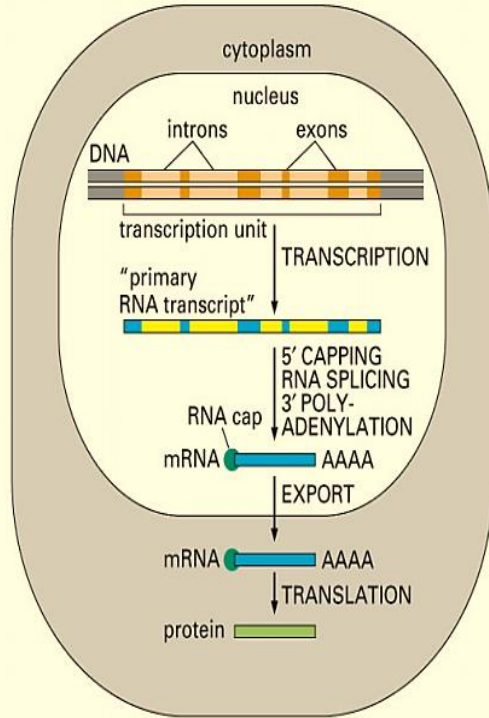 cytoplasm
nucleus
introns exons
DNA
transcription unit
TRANSCRIPTION
“primary
RNA transcript”
5′ CAPPING
RNA SPLICING
3′ POLY-
ADENYLATION
RNA cap
mRNA AAAA
EXPORT
mRNA AAAA
TRANSLATION
protein